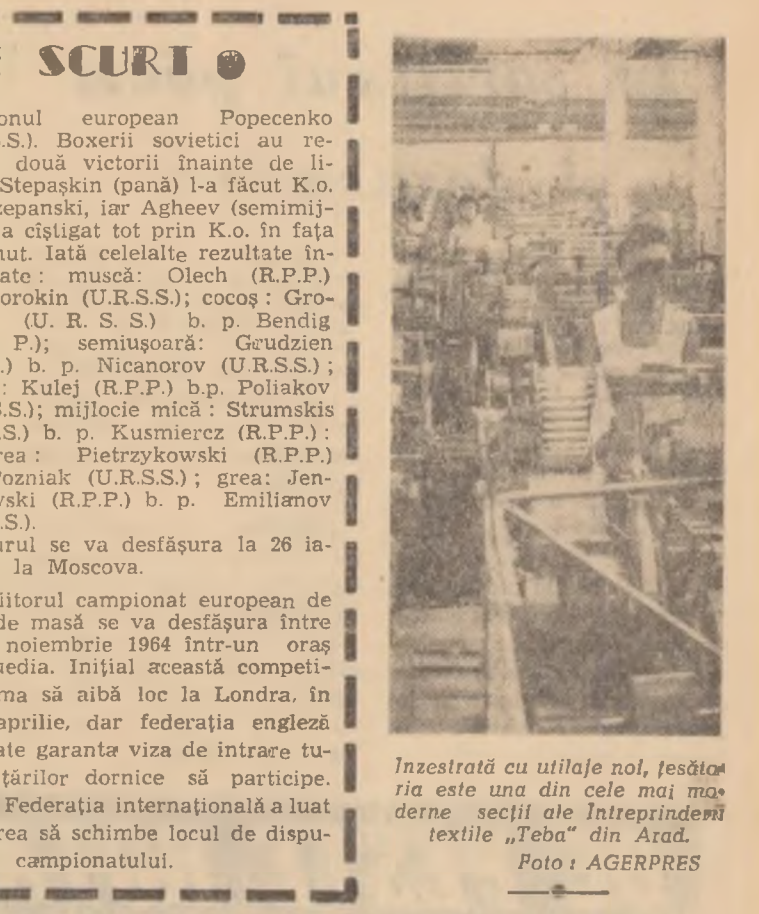 SCURT
onul european Popecenko
S.S.). Boxerii sovietici au re-
două victorii înainte de li-
Stepaşkin (pană) l-a făcut K.o.
zepanski, iar Agheev (semimij-
a cîştigat tot prin K.o. în faţa
nut. Iată celelalte rezultate în-
ate : muscă: Olech (R.P.P.)
orokin (U.R.S.S.); cocoş : Gro-
(U. R. S. S.) b. p. Bendig
P.); semiuşoară: Grudzien
.) b. p. Nicanorov (U.R.S.S.) ;
: Kulej (R.P.P.) b.p. Poliakov
S.S.); mijlocie mică : Strumskis
.S.) b. p. Kusmiercz (R.P.P.) :
rea : Pietrzykowski (R.P.P.)
Pozniak (U.R.S.S.) ; grea: Jen-
wski (R.P.P.) b. p. Emilianov
.S.).
urul se va desfăşura la 26 ia-
la Moscova.
iitorul campionat european de
de masă se va desfăşura între
noiembrie 1964 într-un oraş
uedia. Iniţial această competi-
ma să aibă loc la Londra, în
aprilie, dar federaţia engleză
ate garanta viza de intrare tu-
ţărilor dornice să participe.
Federaţia internaţională a luat
rea să schimbe locul de dispu-
campionatului.
Inzestrată cu utilaje noi, ţesăto-
ria este una din cele mai mo-
derne secţii ale Intreprinderii
textile „Teba“ din Arad.
Foto : AGERPRES